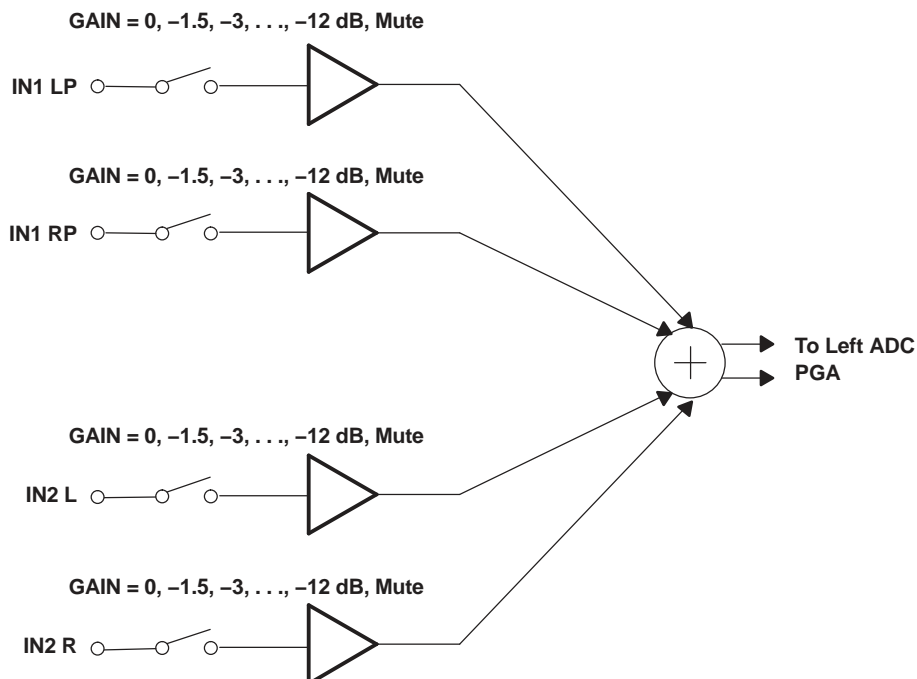 GAIN = 0, –1.5, –3, . . ., –12 dB, Mute
IN1 LP
GAIN = 0, –1.5, –3, . . ., –12 dB, Mute
IN1 RP
To Left ADC
PGA
GAIN = 0, –1.5, –3, . . ., –12 dB, Mute
IN2 L
GAIN = 0, –1.5, –3, . . ., –12 dB, Mute
IN2 R